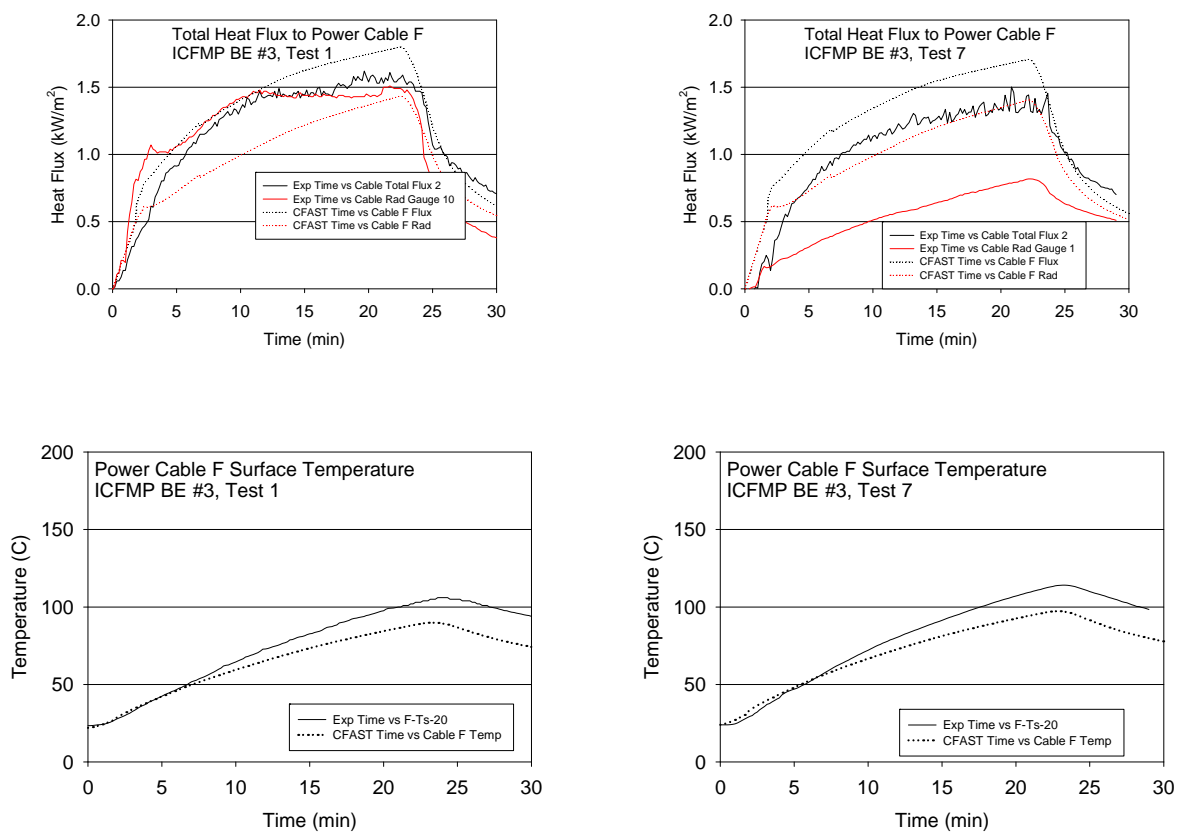 Total Heat Flux to Power Cable F
ICFMP BE #3, Test 1
Heat Flux (kW/m²)
2.0
1.5
1.0
0.5
0.0
Exp Time vs Cable Total Flux 2
Exp Time vs Cable Rad Gauge 10
CFAST Time vs Cable F Flux
CFAST Time vs Cable F Rad
0 5 10 15 20 25 30
Time (min)
Total Heat Flux to Power Cable F
ICFMP BE #3, Test 7
Heat Flux (kW/m²)
2.0
1.5
1.0
0.5
0.0
Exp Time vs Cable Total Flux 2
Exp Time vs Cable Rad Gauge 1
CFAST Time vs Cable F Flux
CFAST Time vs Cable F Rad
0 5 10 15 20 25 30
Time (min)
Power Cable F Surface Temperature
ICFMP BE #3, Test 1
Temperature (C)
200
150
100
50
0
Exp Time vs F-Ts-20
CFAST Time vs Cable F Temp
0 5 10 15 20 25 30
Time (min)
Power Cable F Surface Temperature
ICFMP BE #3, Test 7
Temperature (C)
200
150
100
50
0
Exp Time vs F-Ts-20
CFAST Time vs Cable F Temp
0 5 10 15 20 25 30
Time (min)